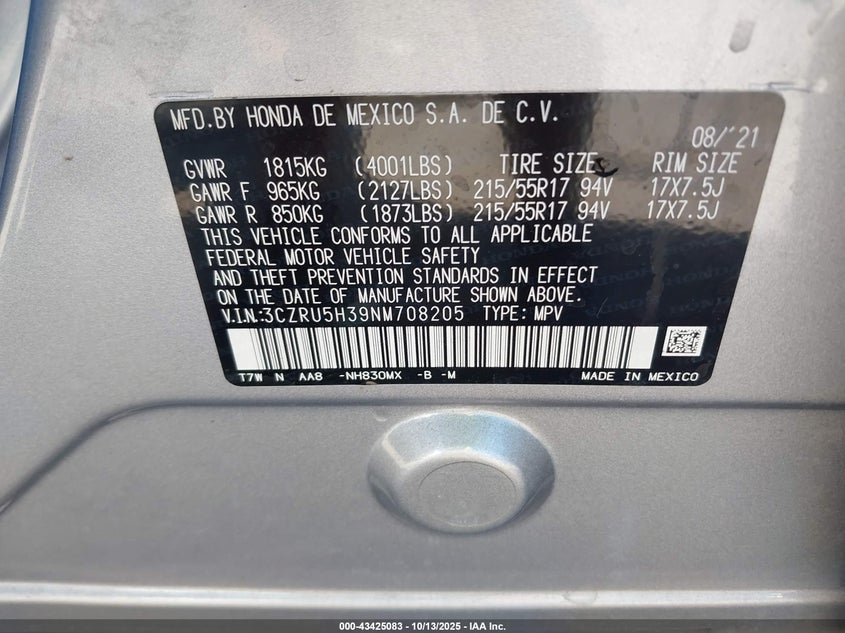 MFD.BY HONDA DE MEXICO S.A. DE C.V.
08/'21
GVWR 1815KG (4001LBS) TIRE SIZE RIM SIZE
GAWR F 965KG (2127LBS) 215/55R17 94V 17X7.5J
GAWR R 850KG (1873LBS) 215/55R17 94V 17X7.5J
THIS VEHICLE CONFORMS TO ALL APPLICABLE
FEDERAL MOTOR VEHICLE SAFETY
AND THEFT PREVENTION STANDARDS IN EFFECT
ON THE DATE OF MANUFACTURE SHOWN ABOVE.
V.I.N.:3CZRU5H39NM708205 TYPE: MPV
T7W N AA8 -NH830MX -B -M MADE IN MEXICO
000-43425083 - 10/13/2025 - IAA Inc.